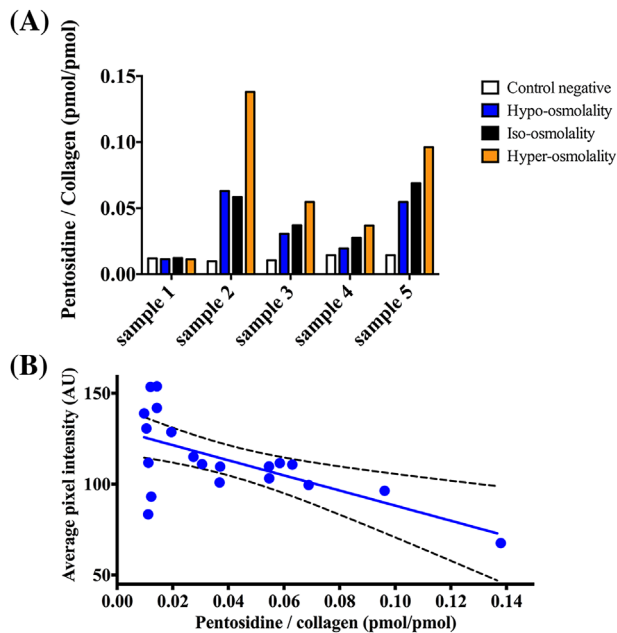 (A)
Pentosidine / Collagen (pmol/pmol)
0.15
0.10
0.05
0.00
sample 1
sample 2
sample 3
sample 4
sample 5
Control negative
Hypo-osmolality
Iso-osmolality
Hyper-osmolality
(B)
Average pixel intensity (AU)
150
100
50
0.00 0.02 0.04 0.06 0.08 0.10 0.12 0.14
Pentosidine / collagen (pmol/pmol)